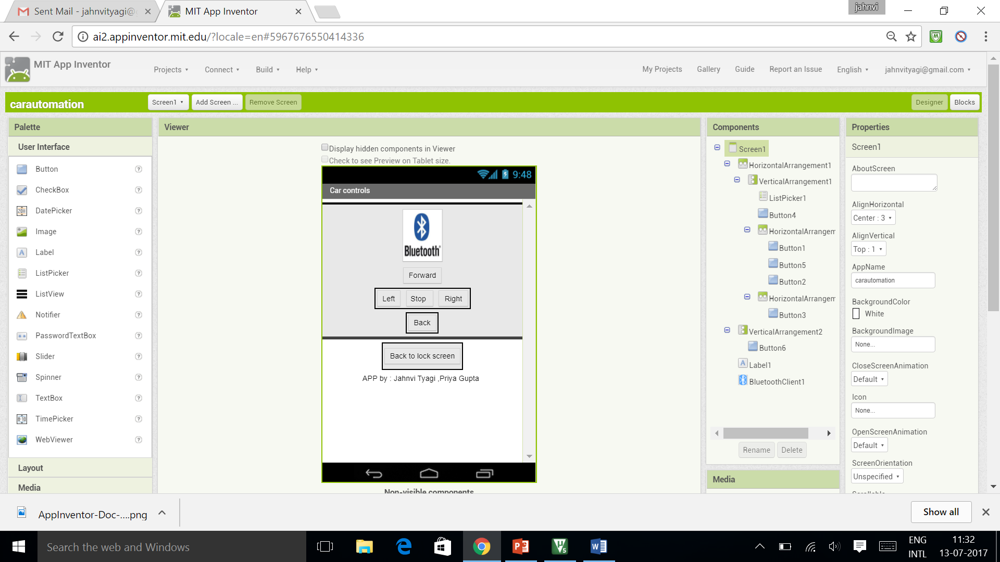 Sent Mail - jahnvityagi@
MIT App Inventor
jahnvi
ai2.appinventor.mit.edu/?locale=en#5967676550414336
MIT App Inventor
Projects
Connect
Build
Help
My Projects
Gallery
Guide
Report an Issue
English
jahnvityagi@gmail.com
carautomation
Screen1
Add Screen ...
Remove Screen
Designer
Blocks
Palette
User Interface
Button
CheckBox
DatePicker
Image
Label
ListPicker
ListView
Notifier
PasswordTextBox
Slider
Spinner
TextBox
TimePicker
WebViewer
Layout
Media
Viewer
Display hidden components in Viewer
Check to see Preview on Tablet size.
9:48
Car controls
Bluetooth
Forward
Left
Stop
Right
Back
Back to lock screen
APP by : Jahnvi Tyagi ,Priya Gupta
Non-visible components
Components
Screen1
HorizontalArrangement1
VerticalArrangement1
ListPicker1
Button4
HorizontalArrangem
Button1
Button5
Button2
HorizontalArrangem
Button3
VerticalArrangement2
Button6
Label1
BluetoothClient1
Rename
Delete
Media
Properties
Screen1
AboutScreen
AlignHorizontal
Center : 3
AlignVertical
Top : 1
AppName
carautomation
BackgroundColor
White
BackgroundImage
None...
CloseScreenAnimation
Default
Icon
None...
OpenScreenAnimation
Default
ScreenOrientation
Unspecified
Scrollable
AppInventor-Doc-....png
Show all
Search the web and Windows
ENG
INTL
11:32
13-07-2017